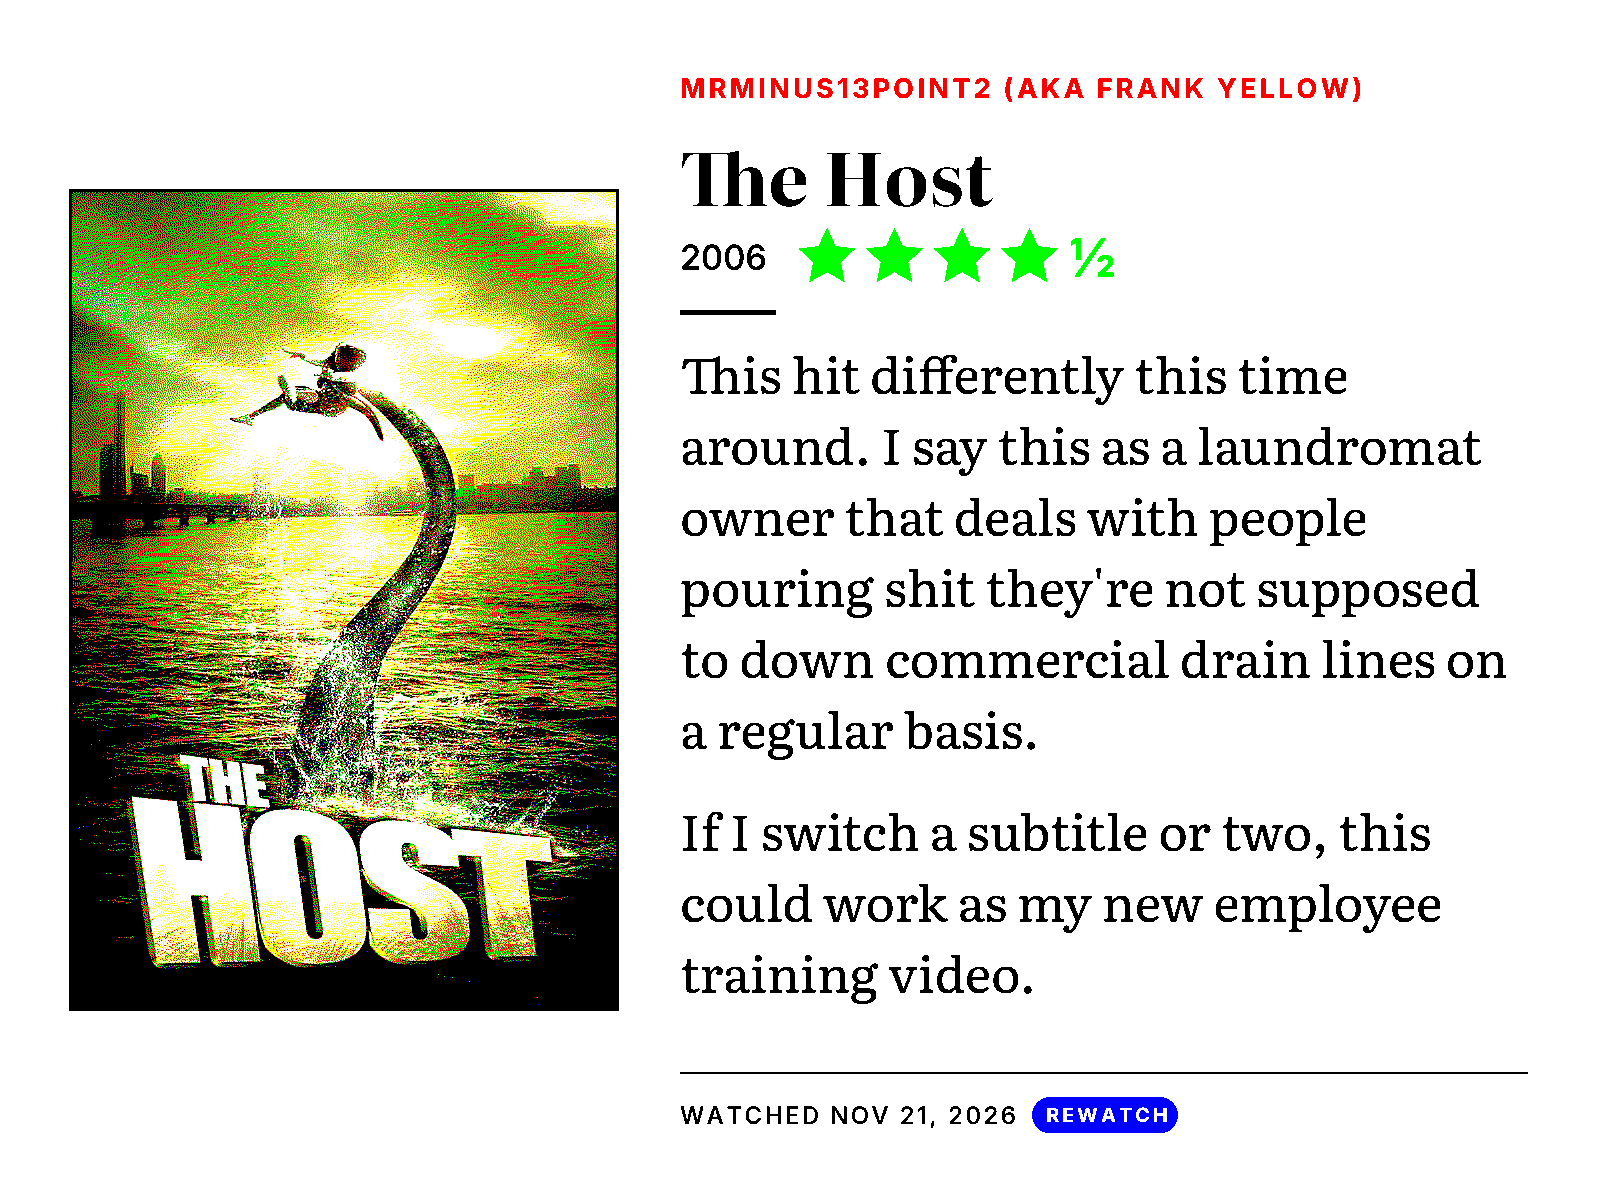 MRMINUS13POINT2 (AKA FRANK YELLOW)
The Host
2006 ★★★★½
This hit differently this time
around. I say this as a laundromat
owner that deals with people
pouring shit they're not supposed
to down commercial drain lines on
a regular basis.
If I switch a subtitle or two, this
could work as my new employee
training video.
WATCHED NOV 21, 2026 REWATCH
THE
HOST